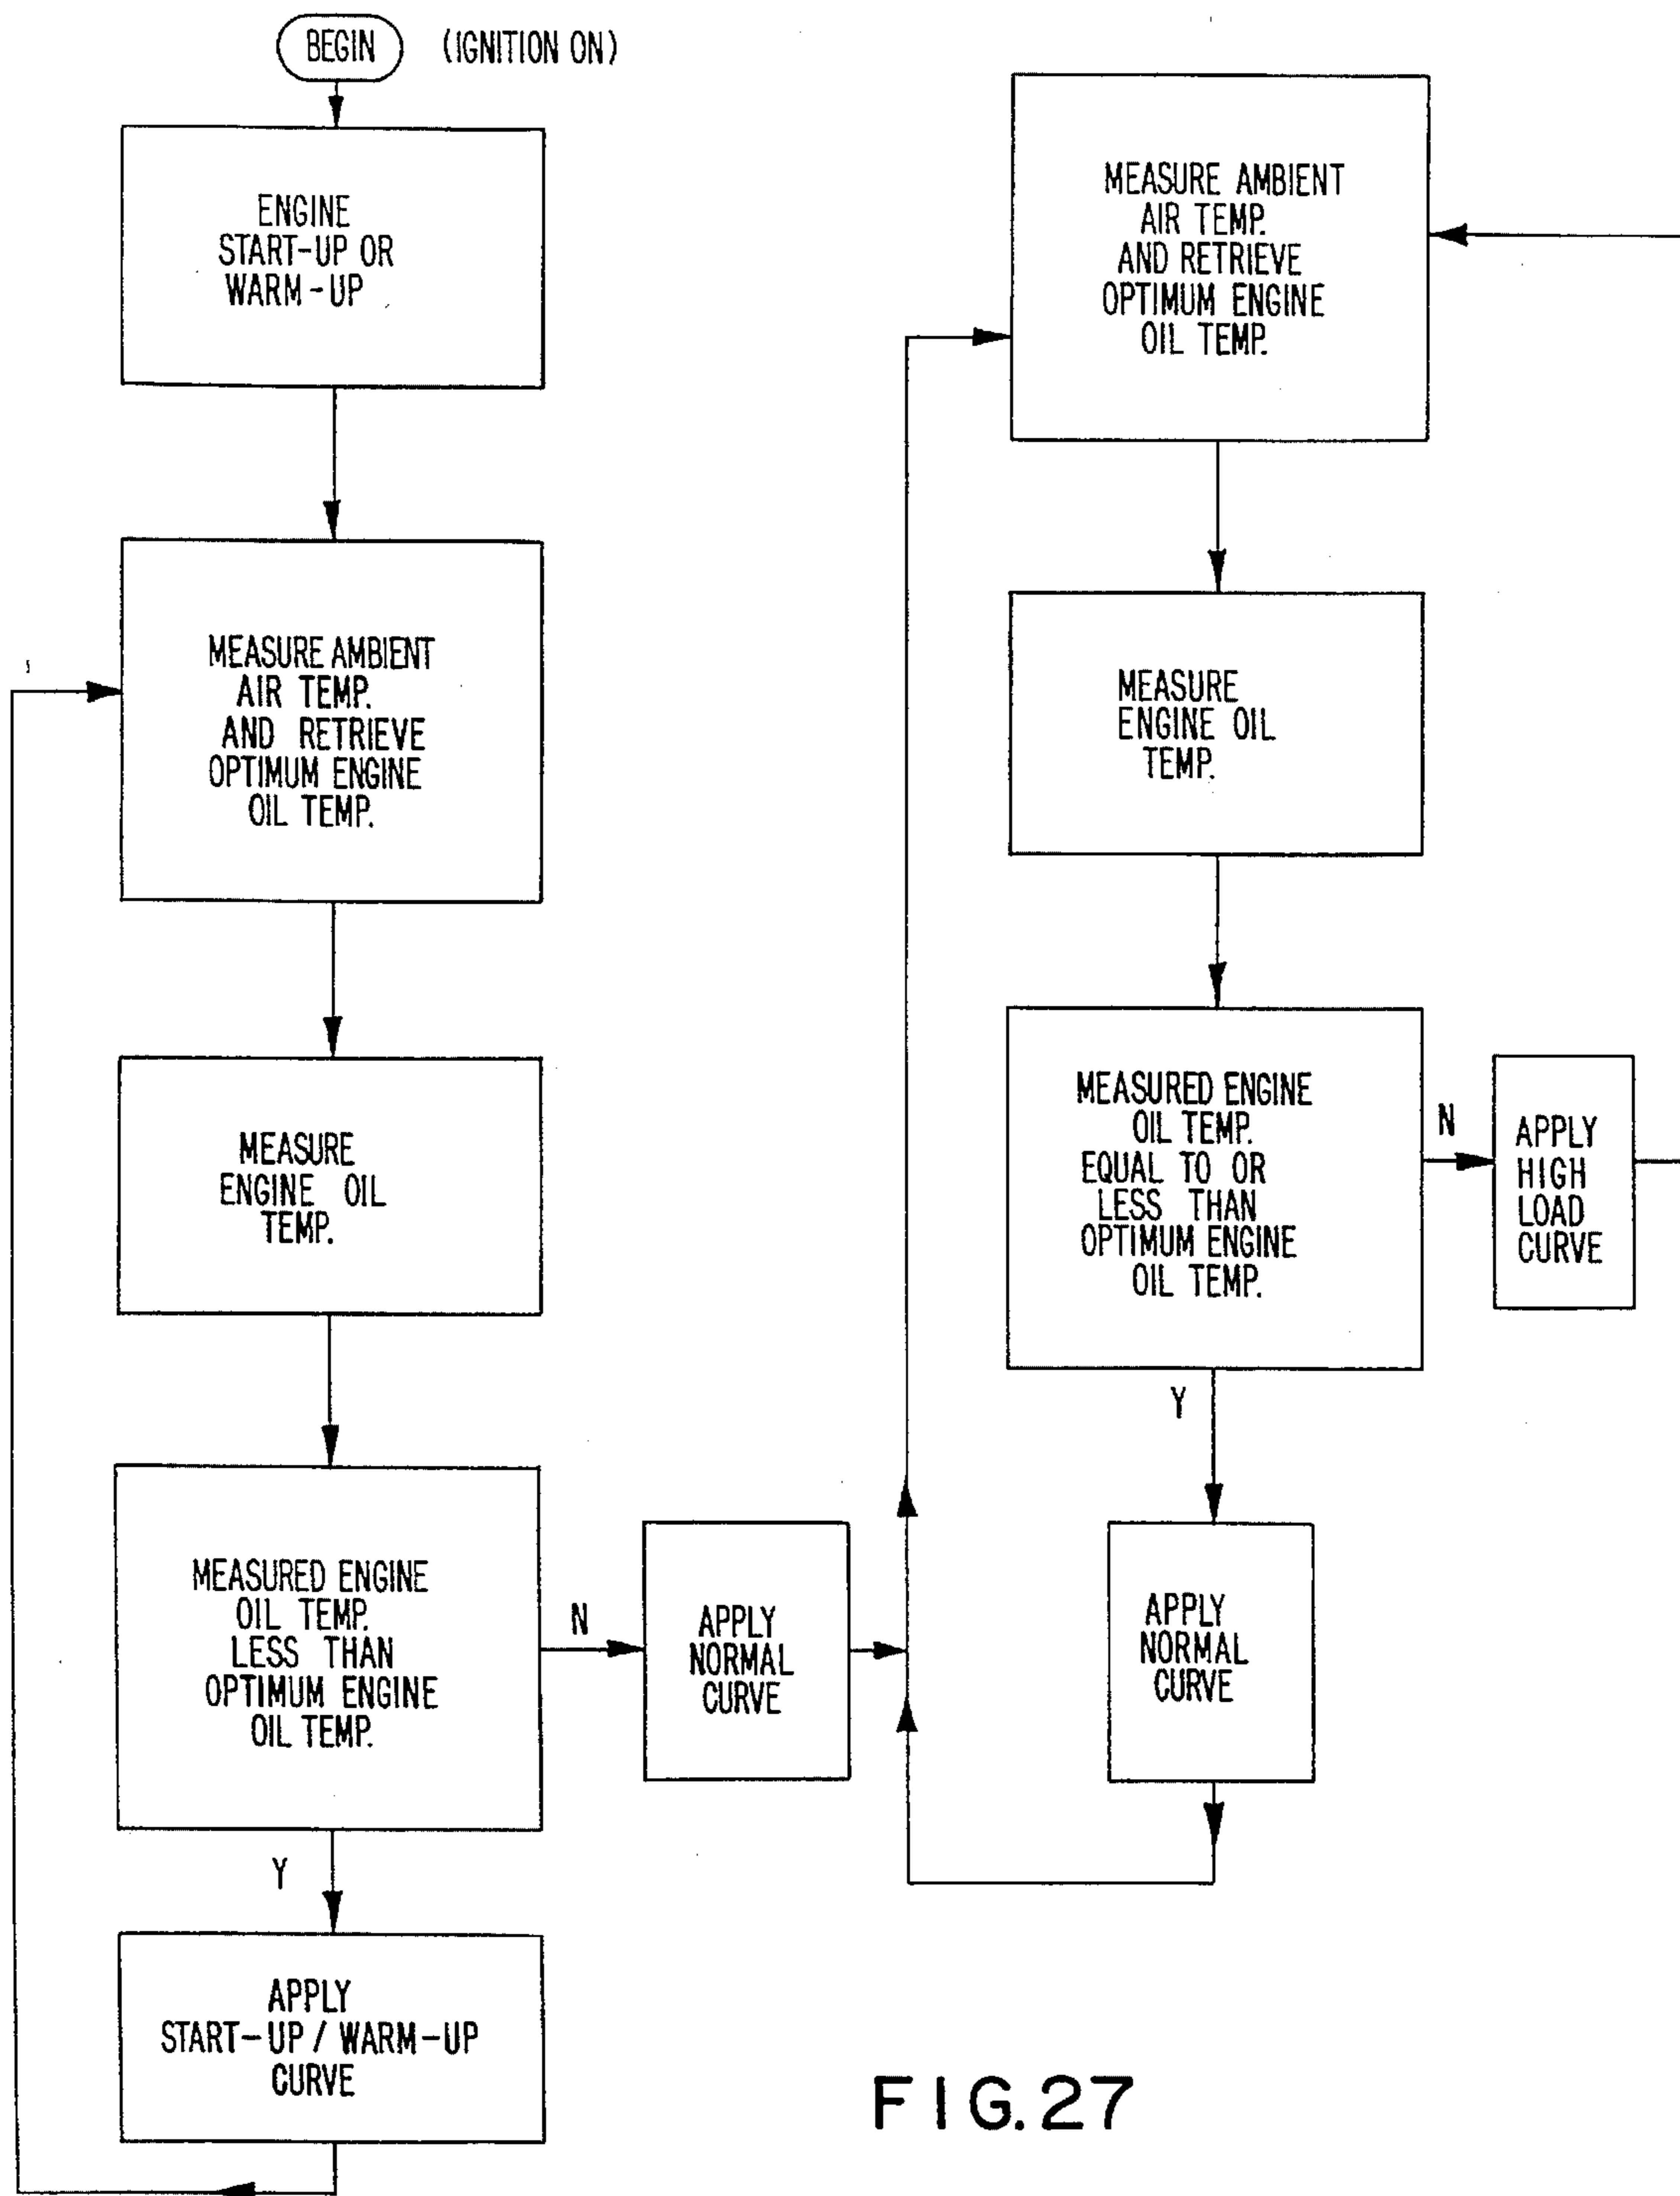 BEGIN (IGNITION ON)
ENGINE
START-UP OR
WARM-UP
MEASURE AMBIENT
AIR TEMP.
AND RETRIEVE
OPTIMUM ENGINE
OIL TEMP.
MEASURE
ENGINE OIL
TEMP.
MEASURED ENGINE
OIL TEMP.
LESS THAN
OPTIMUM ENGINE
OIL TEMP.
N
APPLY
NORMAL
CURVE
Y
APPLY
START-UP / WARM-UP
CURVE
MEASURE AMBIENT
AIR TEMP.
AND RETRIEVE
OPTIMUM ENGINE
OIL TEMP.
MEASURE
ENGINE OIL
TEMP.
MEASURED ENGINE
OIL TEMP.
EQUAL TO OR
LESS THAN
OPTIMUM ENGINE
OIL TEMP.
N
APPLY
HIGH
LOAD
CURVE
Y
APPLY
NORMAL
CURVE
FIG.27